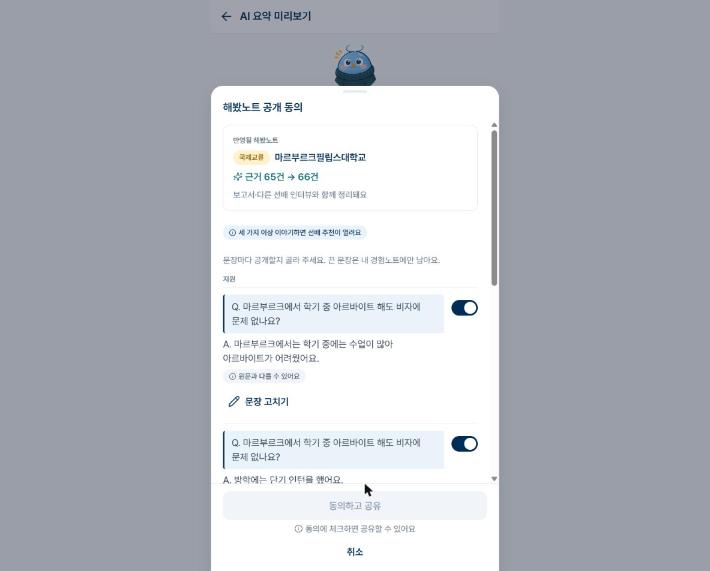 AI 요약 미리보기
해봤노트 공개 동의
반영될 해봤노트
국제교류 마르부르크필립스대학교
근거 65건 → 66건
보고서·다른 선배 인터뷰와 함께 정리돼요
세 가지 이상 이야기하면 선배 추천이 열려요
문장마다 공개할지 골라 주세요. 끈 문장은 내 경험노트에만 남아요.
지원
Q. 마르부르크에서 학기 중 아르바이트 해도 비자에
문제 없나요?
A. 마르부르크에서는 학기 중에는 수업이 많아
아르바이트가 어려웠어요.
원문과 다를 수 있어요
문장 고치기
Q. 마르부르크에서 학기 중 아르바이트 해도 비자에
문제 없나요?
A. 방학에는 단기 인턴을 했어요.
동의하고 공유
동의에 체크하면 공유할 수 있어요
취소